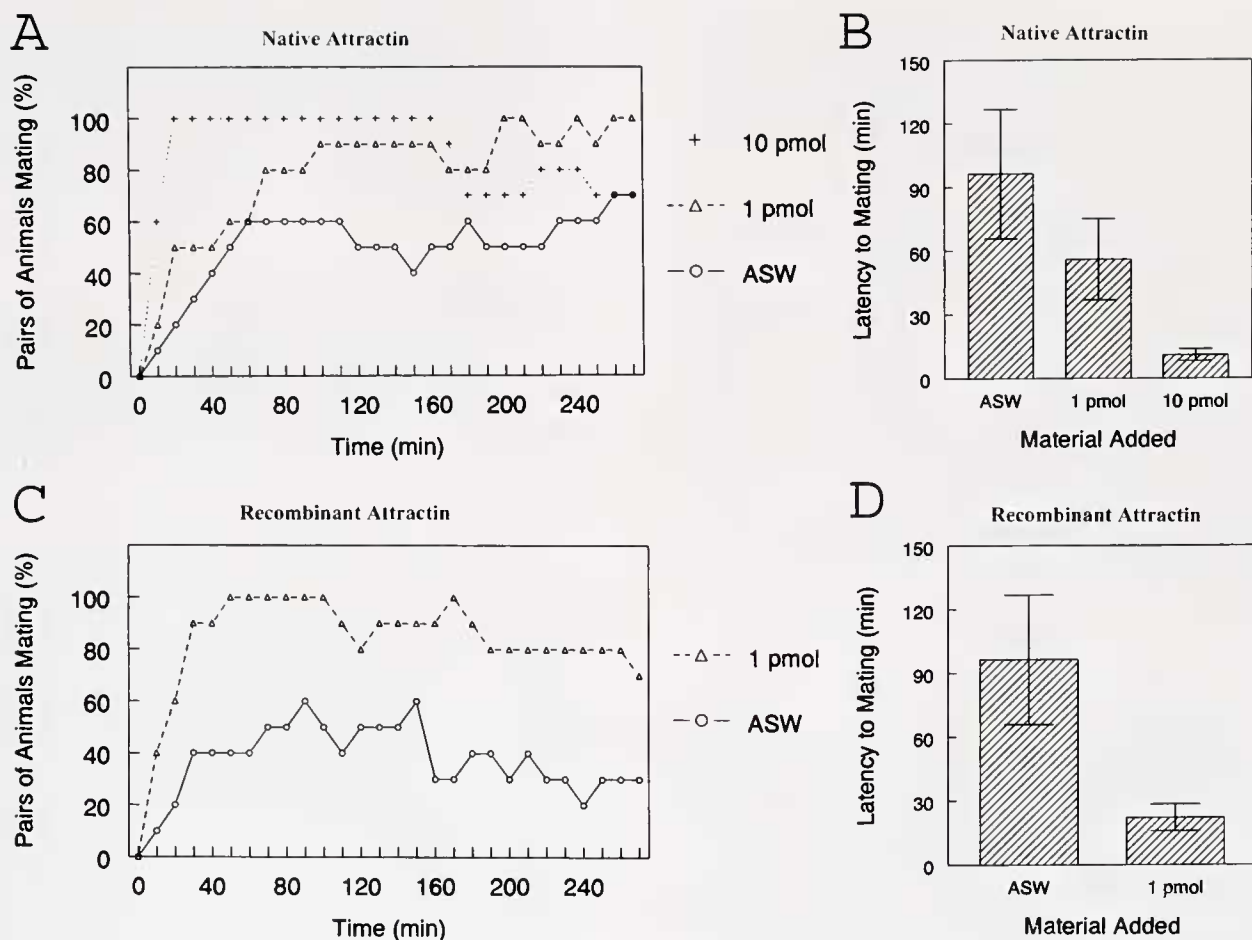 A
Native Attractin
Pairs of Animals Mating (%)
100
80
60
40
20
0
0 40 80 120 160 200 240
Time (min)
10 pmol
1 pmol
ASW
B
Native Attractin
Latency to Mating (min)
150
120
90
60
30
0
ASW 1 pmol 10 pmol
Material Added
C
Recombinant Attractin
Pairs of Animals Mating (%)
100
80
60
40
20
0
0 40 80 120 160 200 240
Time (min)
1 pmol
ASW
D
Recombinant Attractin
Latency to Mating (min)
150
120
90
60
30
0
ASW 1 pmol
Material Added